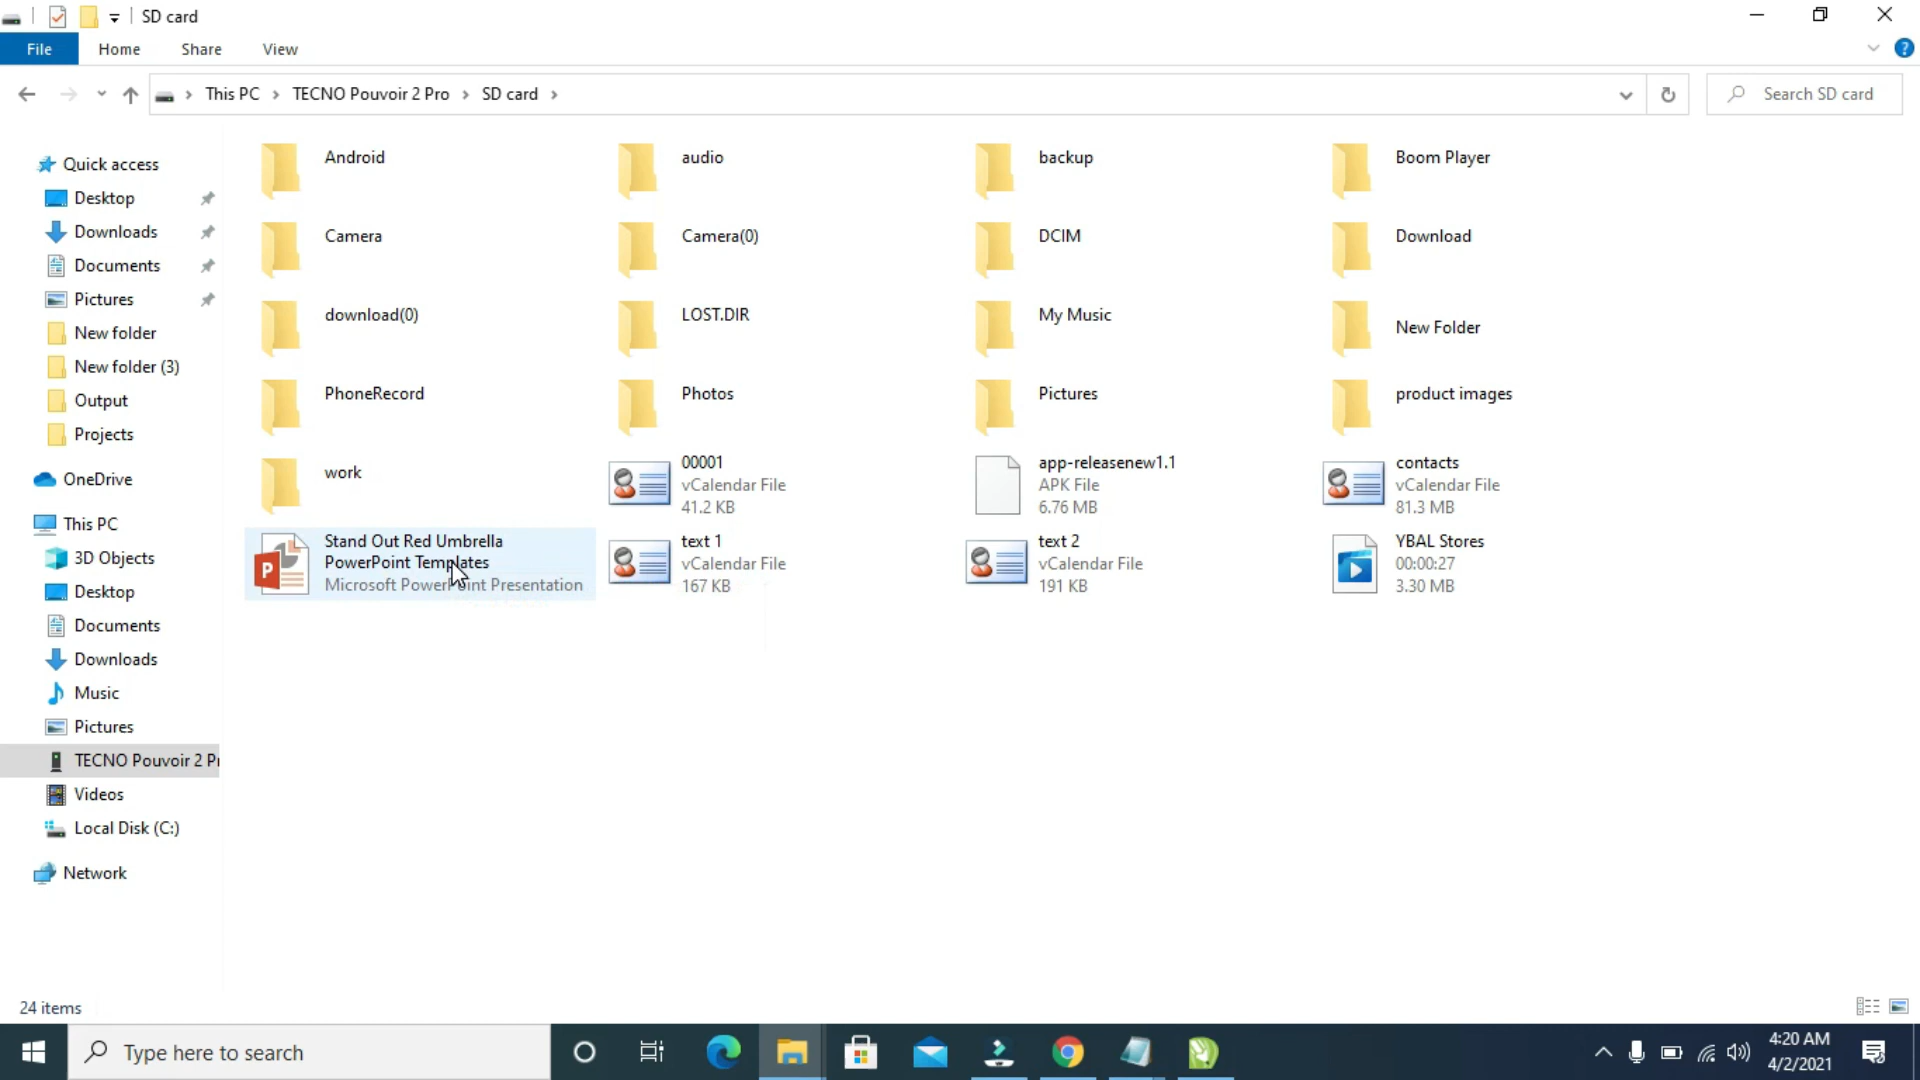 SD card
File
Home
Share
View
This PC
TECNO Pouvoir 2 Pro
SD card
Search SD card
Quick access
Desktop
Downloads
Documents
Pictures
New folder
New folder (3)
Output
Projects
OneDrive
This PC
3D Objects
Desktop
Documents
Downloads
Music
Pictures
TECNO Pouvoir 2 Pr
Videos
Local Disk (C:)
Network
Android
audio
backup
Boom Player
Camera
Camera(0)
DCIM
Download
download(0)
LOST.DIR
My Music
New Folder
PhoneRecord
Photos
Pictures
product images
work
00001
vCalendar File
41.2 KB
app-releasenew1.1
APK File
6.76 MB
contacts
vCalendar File
81.3 MB
Stand Out Red Umbrella
PowerPoint Templates
Microsoft PowerPoint Presentation
text 1
vCalendar File
167 KB
text 2
vCalendar File
191 KB
YBAL Stores
00:00:27
3.30 MB
24 items
Type here to search
4:20 AM
4/2/2021